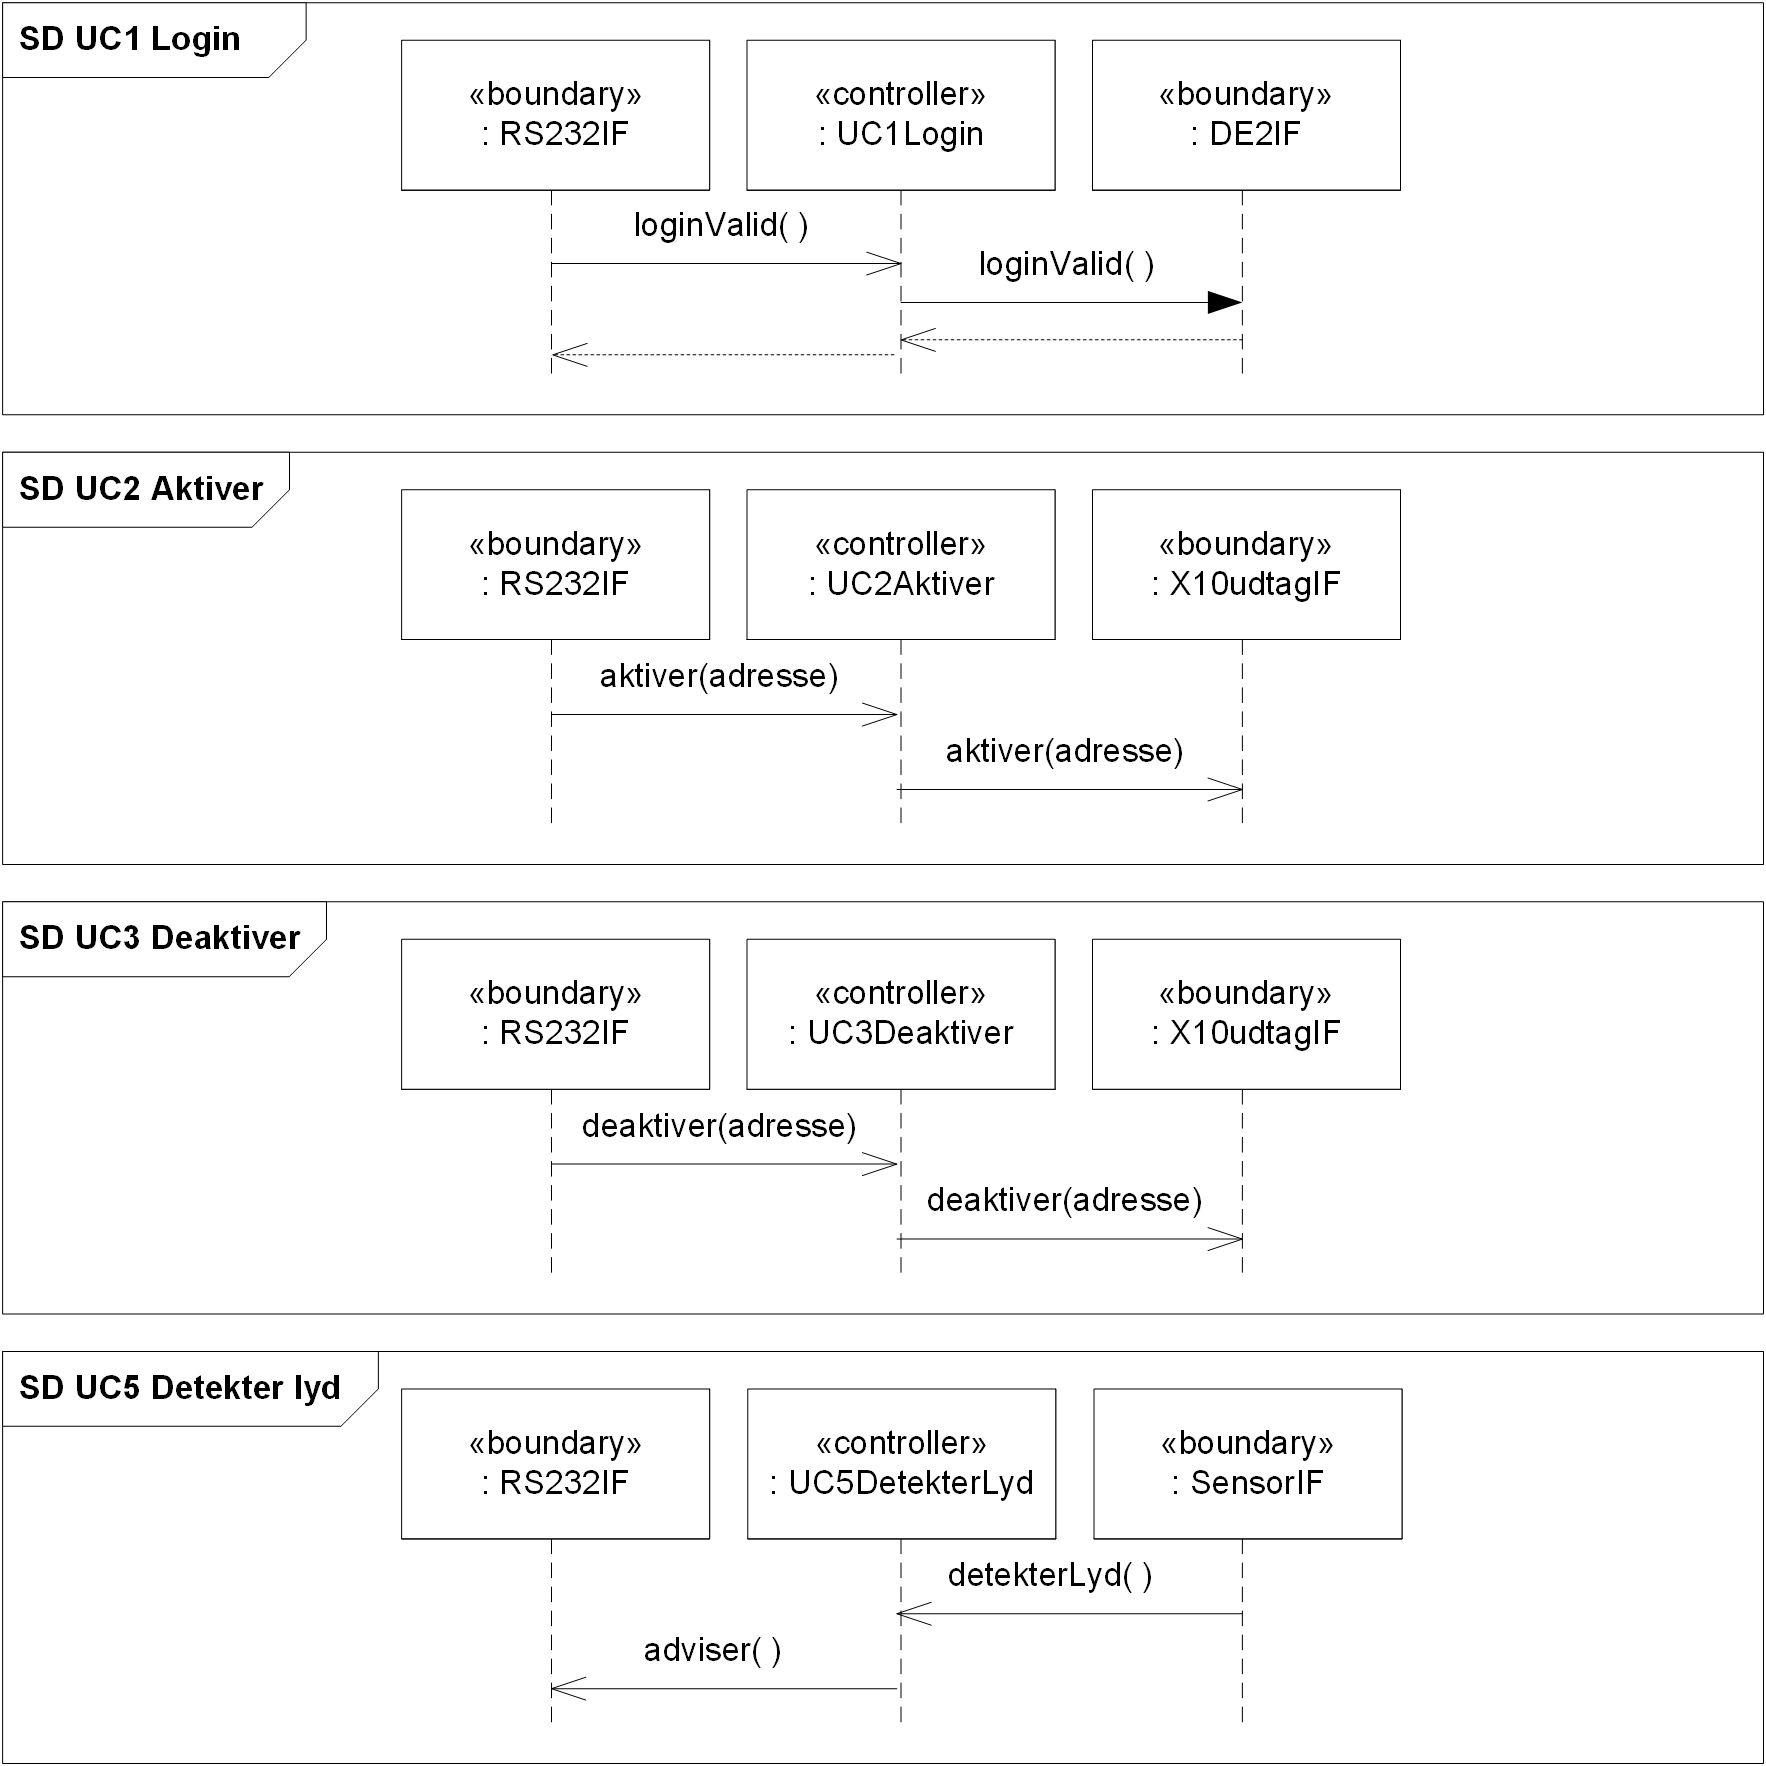 SD UC1 Login
«boundary»
: RS232IF
«controller»
: UC1Login
«boundary»
: DE2IF
loginValid( )
loginValid( )
SD UC2 Aktiver
«boundary»
: RS232IF
«controller»
: UC2Aktiver
«boundary»
: X10udtagIF
aktiver(adresse)
aktiver(adresse)
SD UC3 Deaktiver
«boundary»
: RS232IF
«controller»
: UC3Deaktiver
«boundary»
: X10udtagIF
deaktiver(adresse)
deaktiver(adresse)
SD UC5 Detekter lyd
«boundary»
: RS232IF
«controller»
: UC5DetekterLyd
«boundary»
: SensorIF
detekterLyd( )
adviser( )